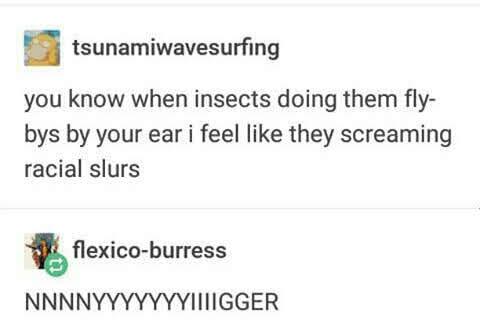 tsunamiwavesurfing
you know when insects doing them fly-
bys by your ear i feel like they screaming
racial slurs
flexico-burress
NNNNYYYYYYYIIIIGGER